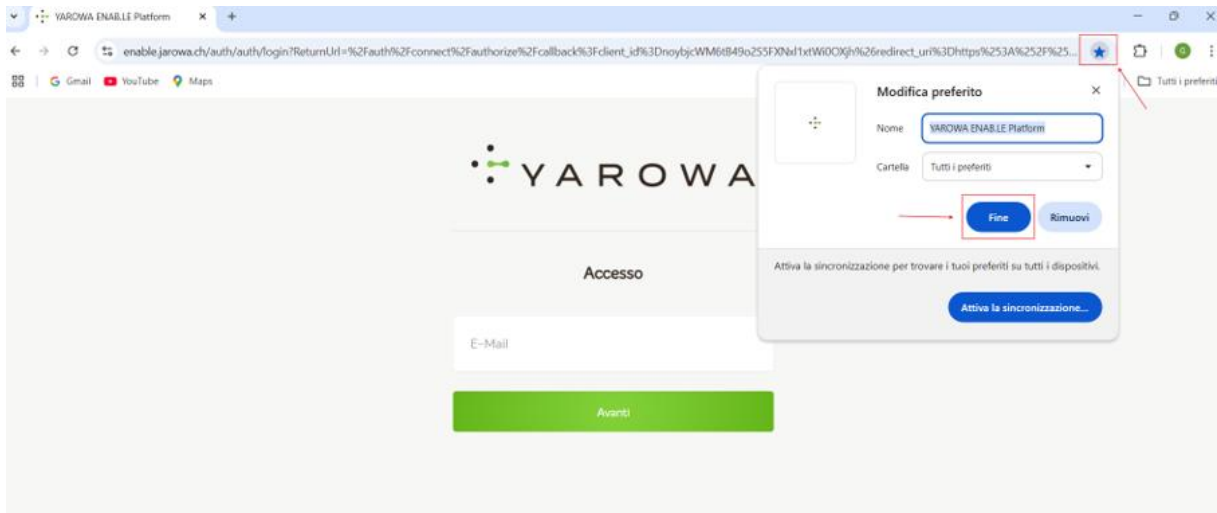 YAROWA ENAB.LE Platform
enable.jarowa.ch/auth/auth/login?ReturnUrl=%2Fauth%2Fconnect%2Fauthorize%2Fcallback%3Fclient_id%3DnoybjcWM6t849o255FXNxl1xtWi0OXjh%26redirect_uri%3Dhttps%253A%252F%25...
G
Gmail
YouTube
Maps
Tutti i preferiti
YAROWA
Accesso
E-Mail
Avanti
Modifica preferito
Nome
YAROWA ENAB.LE Platform
Cartella
Tutti i preferiti
Fine
Rimuovi
Attiva la sincronizzazione per trovare i tuoi preferiti su tutti i dispositivi.
Attiva la sincronizzazione...